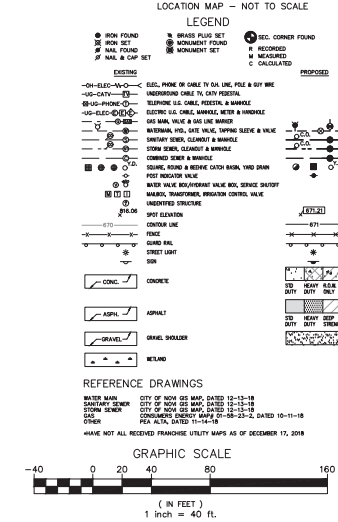 LOCATION MAP - NOT TO SCALE
LEGEND
IRON FOUND
BRASS PLUG SET
SEC. CORNER FOUND
IRON SET
MONUMENT FOUND
R RECORDED
NAIL FOUND
MONUMENT SET
M MEASURED
NAIL & CAP SET
C CALCULATED
EXISTING
PROPOSED
-OH-ELEC-W-O-< ELEC., PHONE OR CABLE TV O.H. LINE, POLE & GUY WIRE
-UG-CATV-TV- UNDERGROUND CABLE TV, CATV PEDESTAL
-UG-PHONE-T- TELEPHONE U.G. CABLE, PEDESTAL & MANHOLE
-UG-ELEC-E-E-E- ELECTRIC U.G. CABLE, MANHOLE, METER & HANDHOLE
GAS MAIN, VALVE & GAS LINE MARKER
WATERMAIN, HYD., GATE VALVE, TAPPING SLEEVE & VALVE
SANITARY SEWER, CLEANOUT & MANHOLE C.O.
STORM SEWER, CLEANOUT & MANHOLE C.O.
COMBINED SEWER & MANHOLE
Y.D. SQUARE, ROUND & BEEHIVE CATCH BASIN, YARD DRAIN
POST INDICATOR VALVE
WATER VALVE BOX/HYDRANT VALVE BOX, SERVICE SHUTOFF
M T I MAILBOX, TRANSFORMER, IRRIGATION CONTROL VALVE
? UNIDENTIFIED STRUCTURE
816.06 SPOT ELEVATION 671.21
670 CONTOUR LINE 671
-X-X-X- FENCE -X-X-
GUARD RAIL
STREET LIGHT
SIGN
CONC. CONCRETE
STD DUTY HEAVY DUTY R.O.W. ONLY
ASPH. ASPHALT
STD DUTY HEAVY DUTY DEEP
GRAVEL GRAVEL SHOULDER
WETLAND
REFERENCE DRAWINGS
WATER MAIN CITY OF NOVI GIS MAP, DATED 12-13-18
SANITARY SEWER CITY OF NOVI GIS MAP, DATED 12-13-18
STORM SEWER CITY OF NOVI GIS MAP, DATED 12-13-18
GAS CONSUMERS ENERGY MAP# 01-58-23-2, DATED 10-11-18
OTHER PEA ALTA, DATED 11-14-18
*HAVE NOT ALL RECEIVED FRANCHISE UTILITY MAPS AS OF DECEMBER 17, 2018
GRAPHIC SCALE
-40 0 20 40 80 160
( IN FEET )
1 inch = 40 ft.